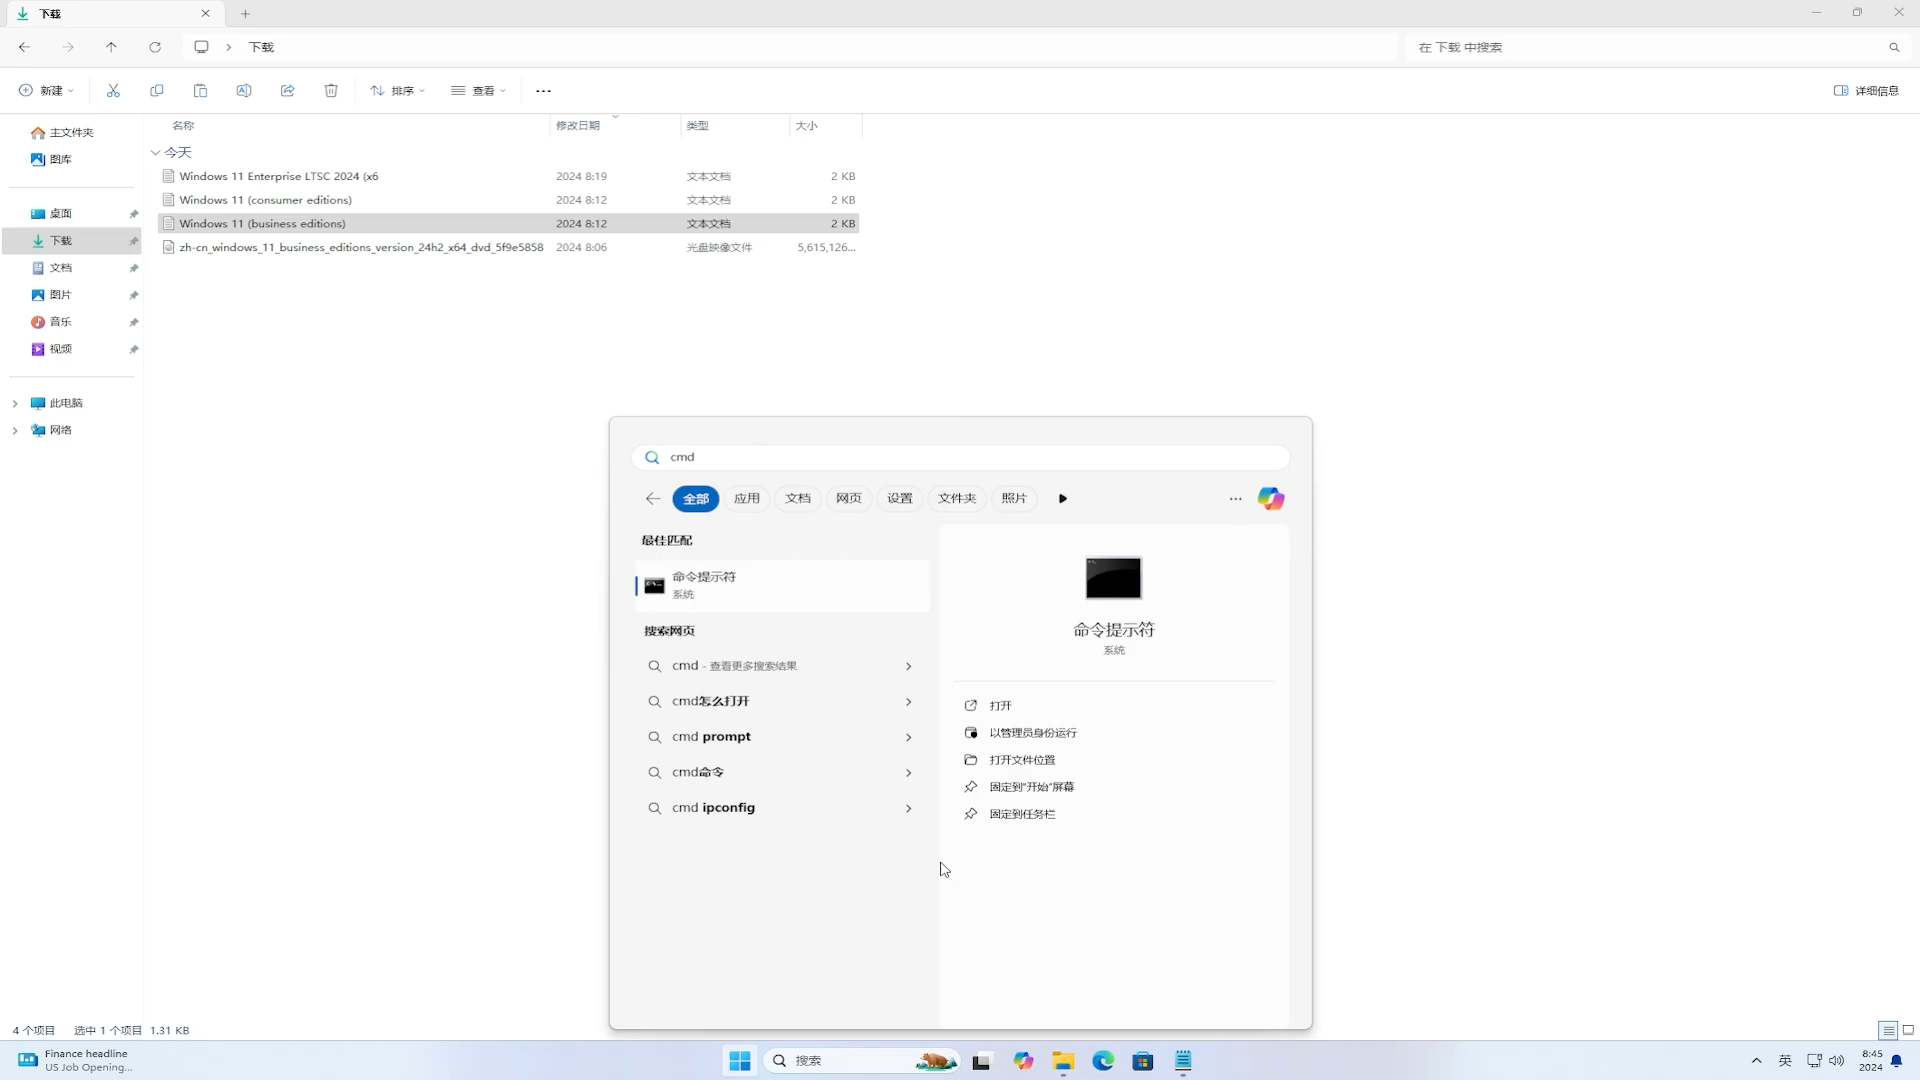 下载
下载
在 下载 中搜索
新建
排序
查看
详细信息
名称
修改日期
类型
大小
主文件夹
图库
桌面
下载
文档
图片
音乐
视频
此电脑
网络
今天
Windows 11 Enterprise LTSC 2024 (x6 2024 8:19 文本文档 2 KB
Windows 11 (consumer editions) 2024 8:12 文本文档 2 KB
Windows 11 (business editions) 2024 8:12 文本文档 2 KB
zh-cn_windows_11_business_editions_version_24h2_x64_dvd_5f9e5858 2024 8:06 光盘映像文件 5,615,126...
cmd
全部 应用 文档 网页 设置 文件夹 照片
最佳匹配
命令提示符
系统
搜索网页
cmd - 查看更多搜索结果
cmd怎么打开
cmd prompt
cmd命令
cmd ipconfig
命令提示符
系统
打开
以管理员身份运行
打开文件位置
固定到"开始"屏幕
固定到任务栏
4 个项目 选中 1 个项目 1.31 KB
Finance headline
US Job Opening...
搜索
英
8:45
2024